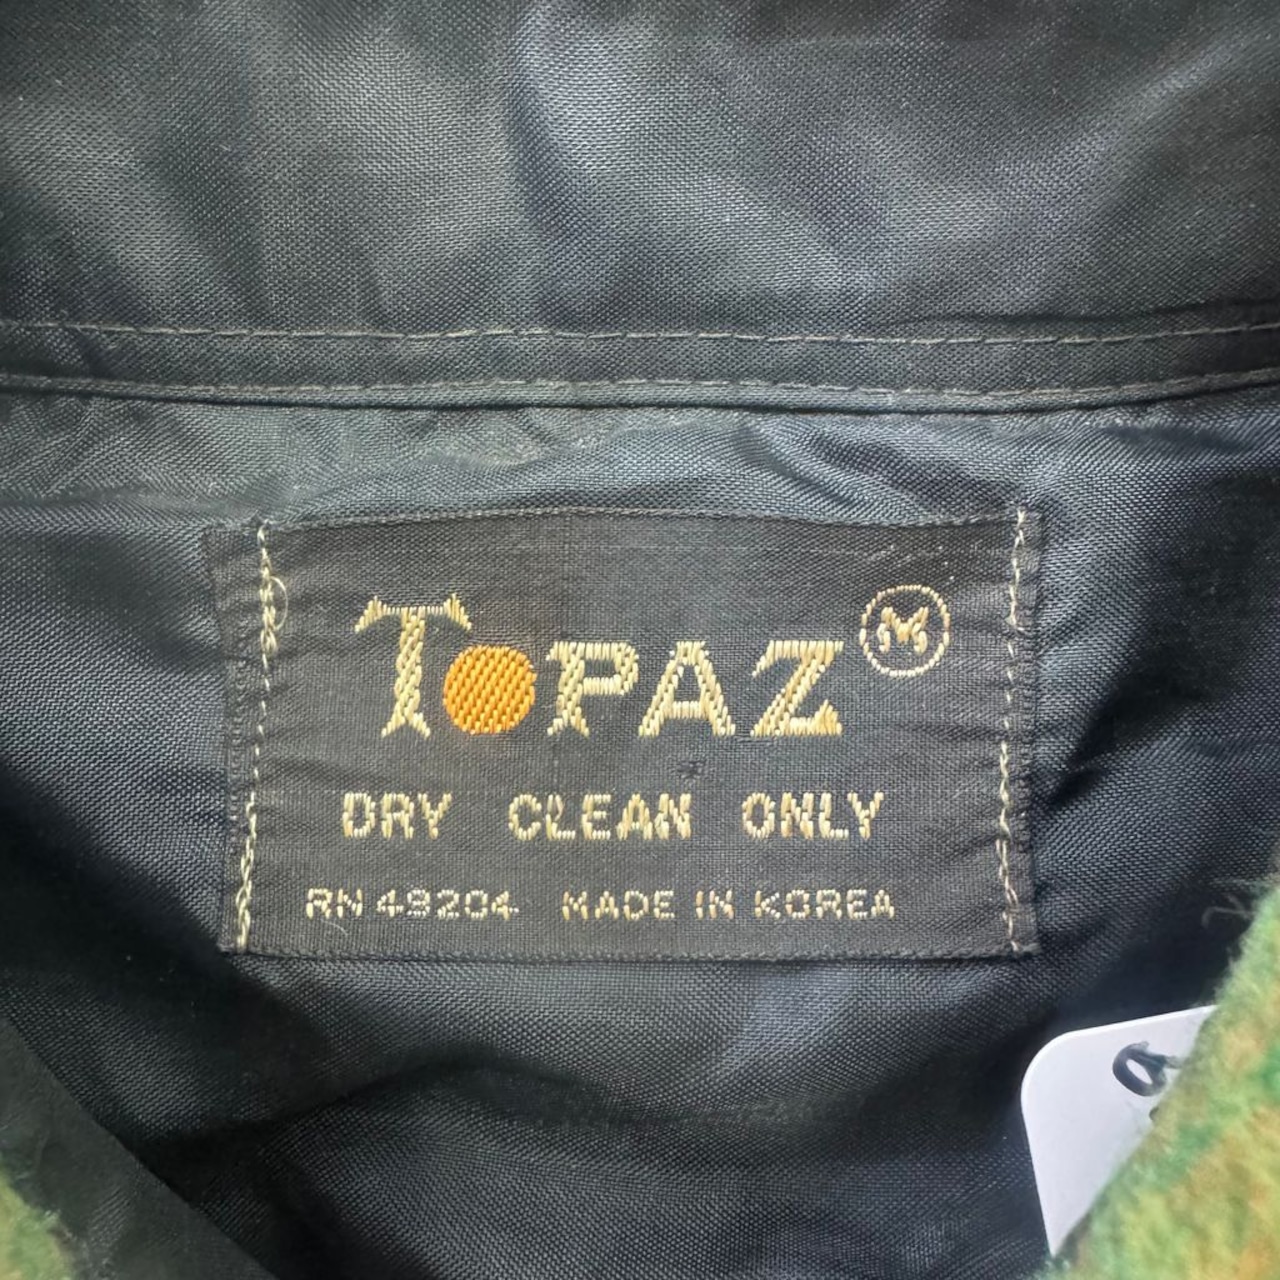 TOPAZ M
DRY CLEAN ONLY
RN 49204 MADE IN KOREA